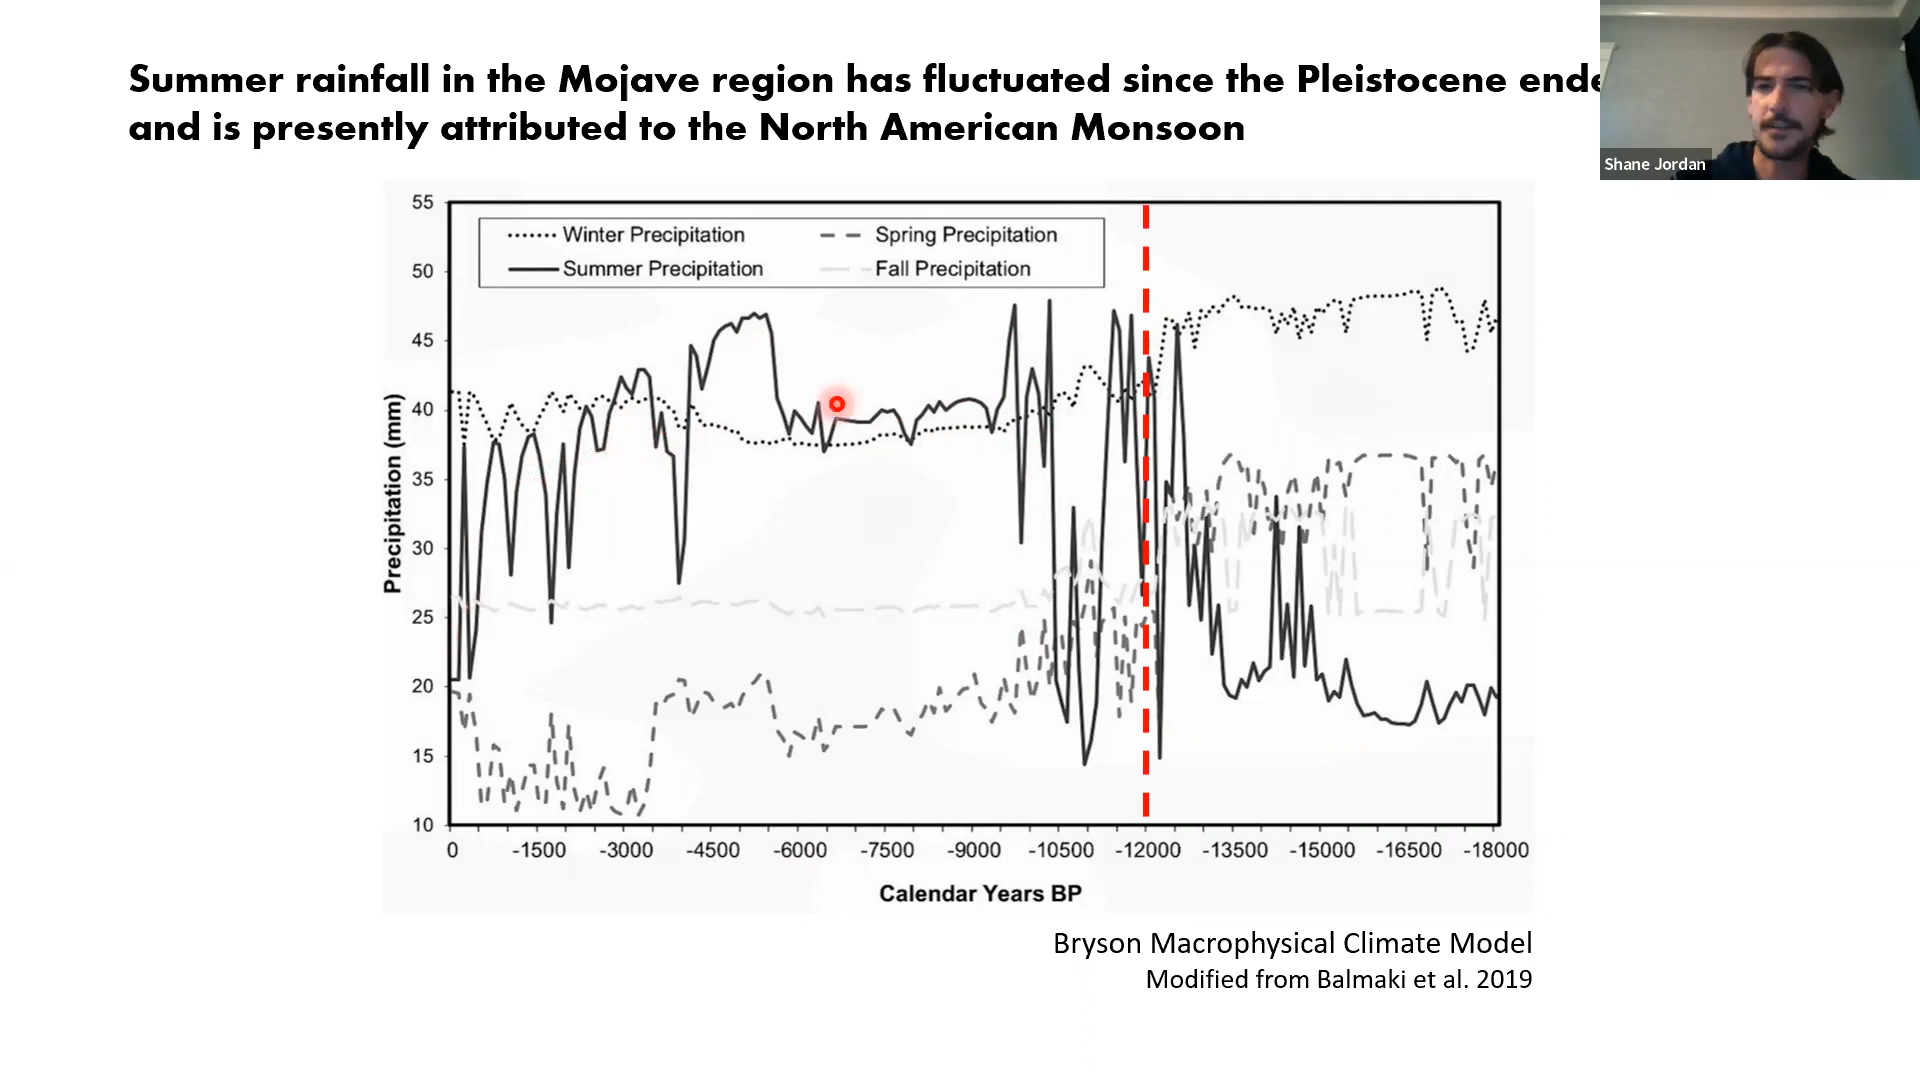 Summer rainfall in the Mojave region has fluctuated since the Pleistocene ende
and is presently attributed to the North American Monsoon
Shane Jordan
55
50
45
40
35
30
25
20
15
10
Winter Precipitation
Spring Precipitation
Summer Precipitation
Fall Precipitation
Precipitation (mm)
0 -1500 -3000 -4500 -6000 -7500 -9000 -10500 -12000 -13500 -15000 -16500 -18000
Calendar Years BP
Bryson Macrophysical Climate Model
Modified from Balmaki et al. 2019